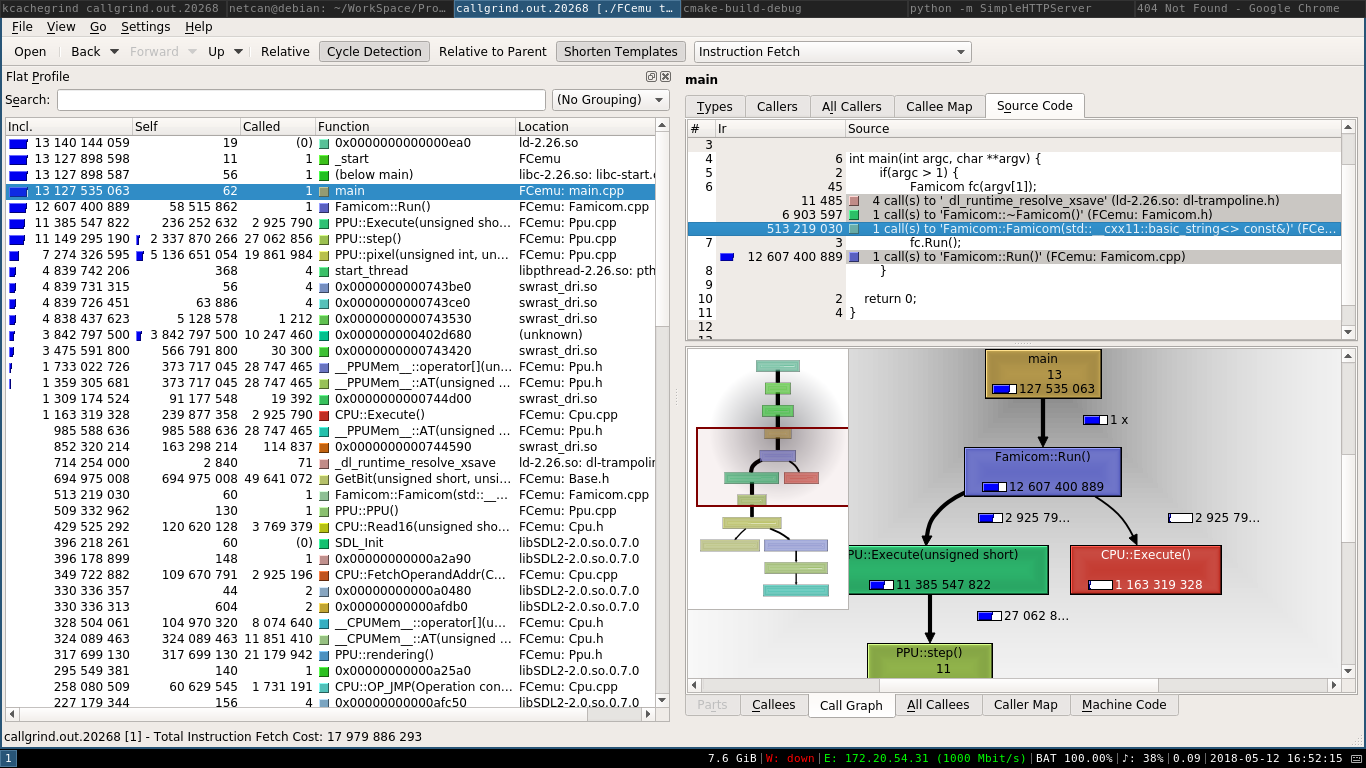 kcachegrind callgrind.out.20268 netcan@debian: ~/WorkSpace/Pro... callgrind.out.20268 [./FCemu t... cmake-build-debug python -m SimpleHTTPServer 404 Not Found - Google Chrome
File View Go Settings Help
Open Back Forward Up Relative Cycle Detection Relative to Parent Shorten Templates Instruction Fetch
Flat Profile
Search: (No Grouping)
Incl. Self Called Function Location
13 140 144 059 19 (0) 0x0000000000000ea0 ld-2.26.so
13 127 898 598 11 1 _start FCemu
13 127 898 587 56 1 (below main) libc-2.26.so: libc-start.c
13 127 535 063 62 1 main FCemu: main.cpp
12 607 400 889 58 515 862 1 Famicom::Run() FCemu: Famicom.cpp
11 385 547 822 236 252 632 2 925 790 PPU::Execute(unsigned sho... FCemu: Ppu.cpp
11 149 295 190 2 337 870 266 27 062 856 PPU::step() FCemu: Ppu.cpp
7 274 326 595 5 136 651 054 19 861 984 PPU::pixel(unsigned int, un... FCemu: Ppu.cpp
4 839 742 206 368 4 start_thread libpthread-2.26.so: pth
4 839 731 315 56 4 0x0000000000743be0 swrast_dri.so
4 839 726 451 63 886 4 0x0000000000743ce0 swrast_dri.so
4 838 437 623 5 128 578 1 212 0x0000000000743530 swrast_dri.so
3 842 797 500 3 842 797 500 10 247 460 0x0000000000402d680 (unknown)
3 475 591 800 566 791 800 30 300 0x0000000000743420 swrast_dri.so
1 733 022 726 373 717 045 28 747 465 __PPUMem__::operator[](un... FCemu: Ppu.h
1 359 305 681 373 717 045 28 747 465 __PPUMem__::AT(unsigned ... FCemu: Ppu.h
1 309 174 524 91 177 548 19 392 0x0000000000744d00 swrast_dri.so
1 163 319 328 239 877 358 2 925 790 CPU::Execute() FCemu: Cpu.cpp
985 588 636 985 588 636 28 747 465 __PPUMem__::AT(unsigned ... FCemu: Ppu.h
852 320 214 163 298 214 114 837 0x0000000000744590 swrast_dri.so
714 254 000 2 840 71 _dl_runtime_resolve_xsave ld-2.26.so: dl-trampolin
694 975 008 694 975 008 49 641 072 GetBit(unsigned short, unsi... FCemu: Base.h
513 219 030 60 1 Famicom::Famicom(std::__... FCemu: Famicom.cpp
509 332 962 130 1 PPU::PPU() FCemu: Ppu.cpp
429 525 292 120 620 128 3 769 379 CPU::Read16(unsigned sho... FCemu: Cpu.h
396 218 261 60 (0) SDL_Init libSDL2-2.0.so.0.7.0
396 178 899 148 1 0x00000000000a2a90 libSDL2-2.0.so.0.7.0
349 722 882 109 670 791 2 925 196 CPU::FetchOperandAddr(C... FCemu: Cpu.cpp
330 336 357 44 2 0x00000000000a0480 libSDL2-2.0.so.0.7.0
330 336 313 604 2 0x00000000000afdb0 libSDL2-2.0.so.0.7.0
328 504 061 104 970 320 8 074 640 __CPUMem__::operator[](u... FCemu: Cpu.h
324 089 463 324 089 463 11 851 410 __CPUMem__::AT(unsigned ... FCemu: Cpu.h
317 699 130 317 699 130 21 179 942 PPU::rendering() FCemu: Ppu.h
295 549 381 140 1 0x00000000000a25a0 libSDL2-2.0.so.0.7.0
258 080 509 60 629 545 1 731 191 CPU::OP_JMP(Operation con... FCemu: Cpu.cpp
227 179 344 156 4 0x00000000000afc50 libSDL2-2.0.so.0.7.0
callgrind.out.20268 [1] - Total Instruction Fetch Cost: 17 979 886 293
main
Types Callers All Callers Callee Map Source Code
# Ir Source
3
4 6 int main(int argc, char **argv) {
5 2 if(argc > 1) {
6 45 Famicom fc(argv[1]);
11 485 4 call(s) to '_dl_runtime_resolve_xsave' (ld-2.26.so: dl-trampoline.h)
6 903 597 1 call(s) to 'Famicom::~Famicom()' (FCemu: Famicom.h)
513 219 030 1 call(s) to 'Famicom::Famicom(std::__cxx11::basic_string<> const&)' (FCe...
7 3 fc.Run();
12 607 400 889 1 call(s) to 'Famicom::Run()' (FCemu: Famicom.cpp)
8 }
9
10 2 return 0;
11 4 }
12
main
13
127 535 063
1 x
Famicom::Run()
12 607 400 889
2 925 79... 2 925 79...
PU::Execute(unsigned short) CPU::Execute()
11 385 547 822 1 163 319 328
27 062 8...
PPU::step()
11
Parts Callees Call Graph All Callees Caller Map Machine Code
1 7.6 GiB|W: down|E: 172.20.54.31 (1000 Mbit/s)|BAT 100.00%|♪: 38%|0.09|2018-05-12 16:52:15